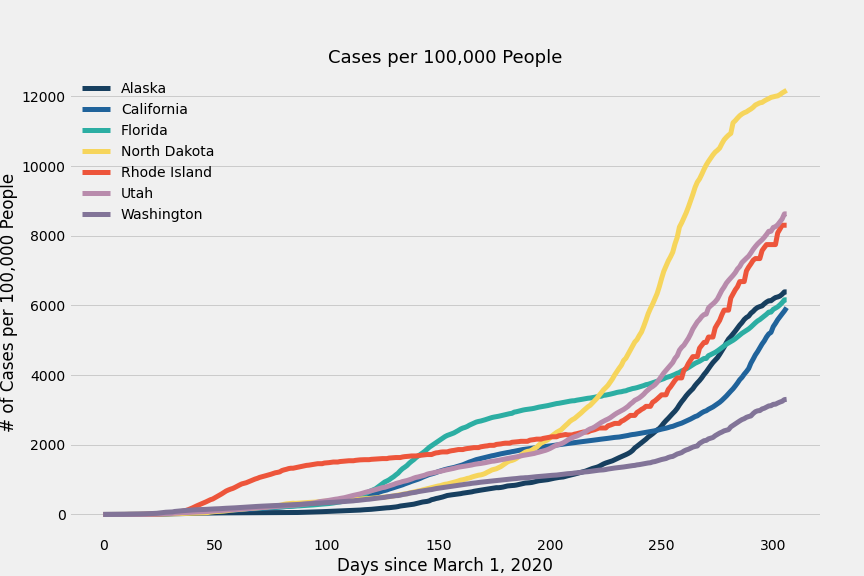 Cases per 100,000 People
# of Cases per 100,000 People
12000
10000
8000
6000
4000
2000
0
Alaska
California
Florida
North Dakota
Rhode Island
Utah
Washington
0 50 100 150 200 250 300
Days since March 1, 2020